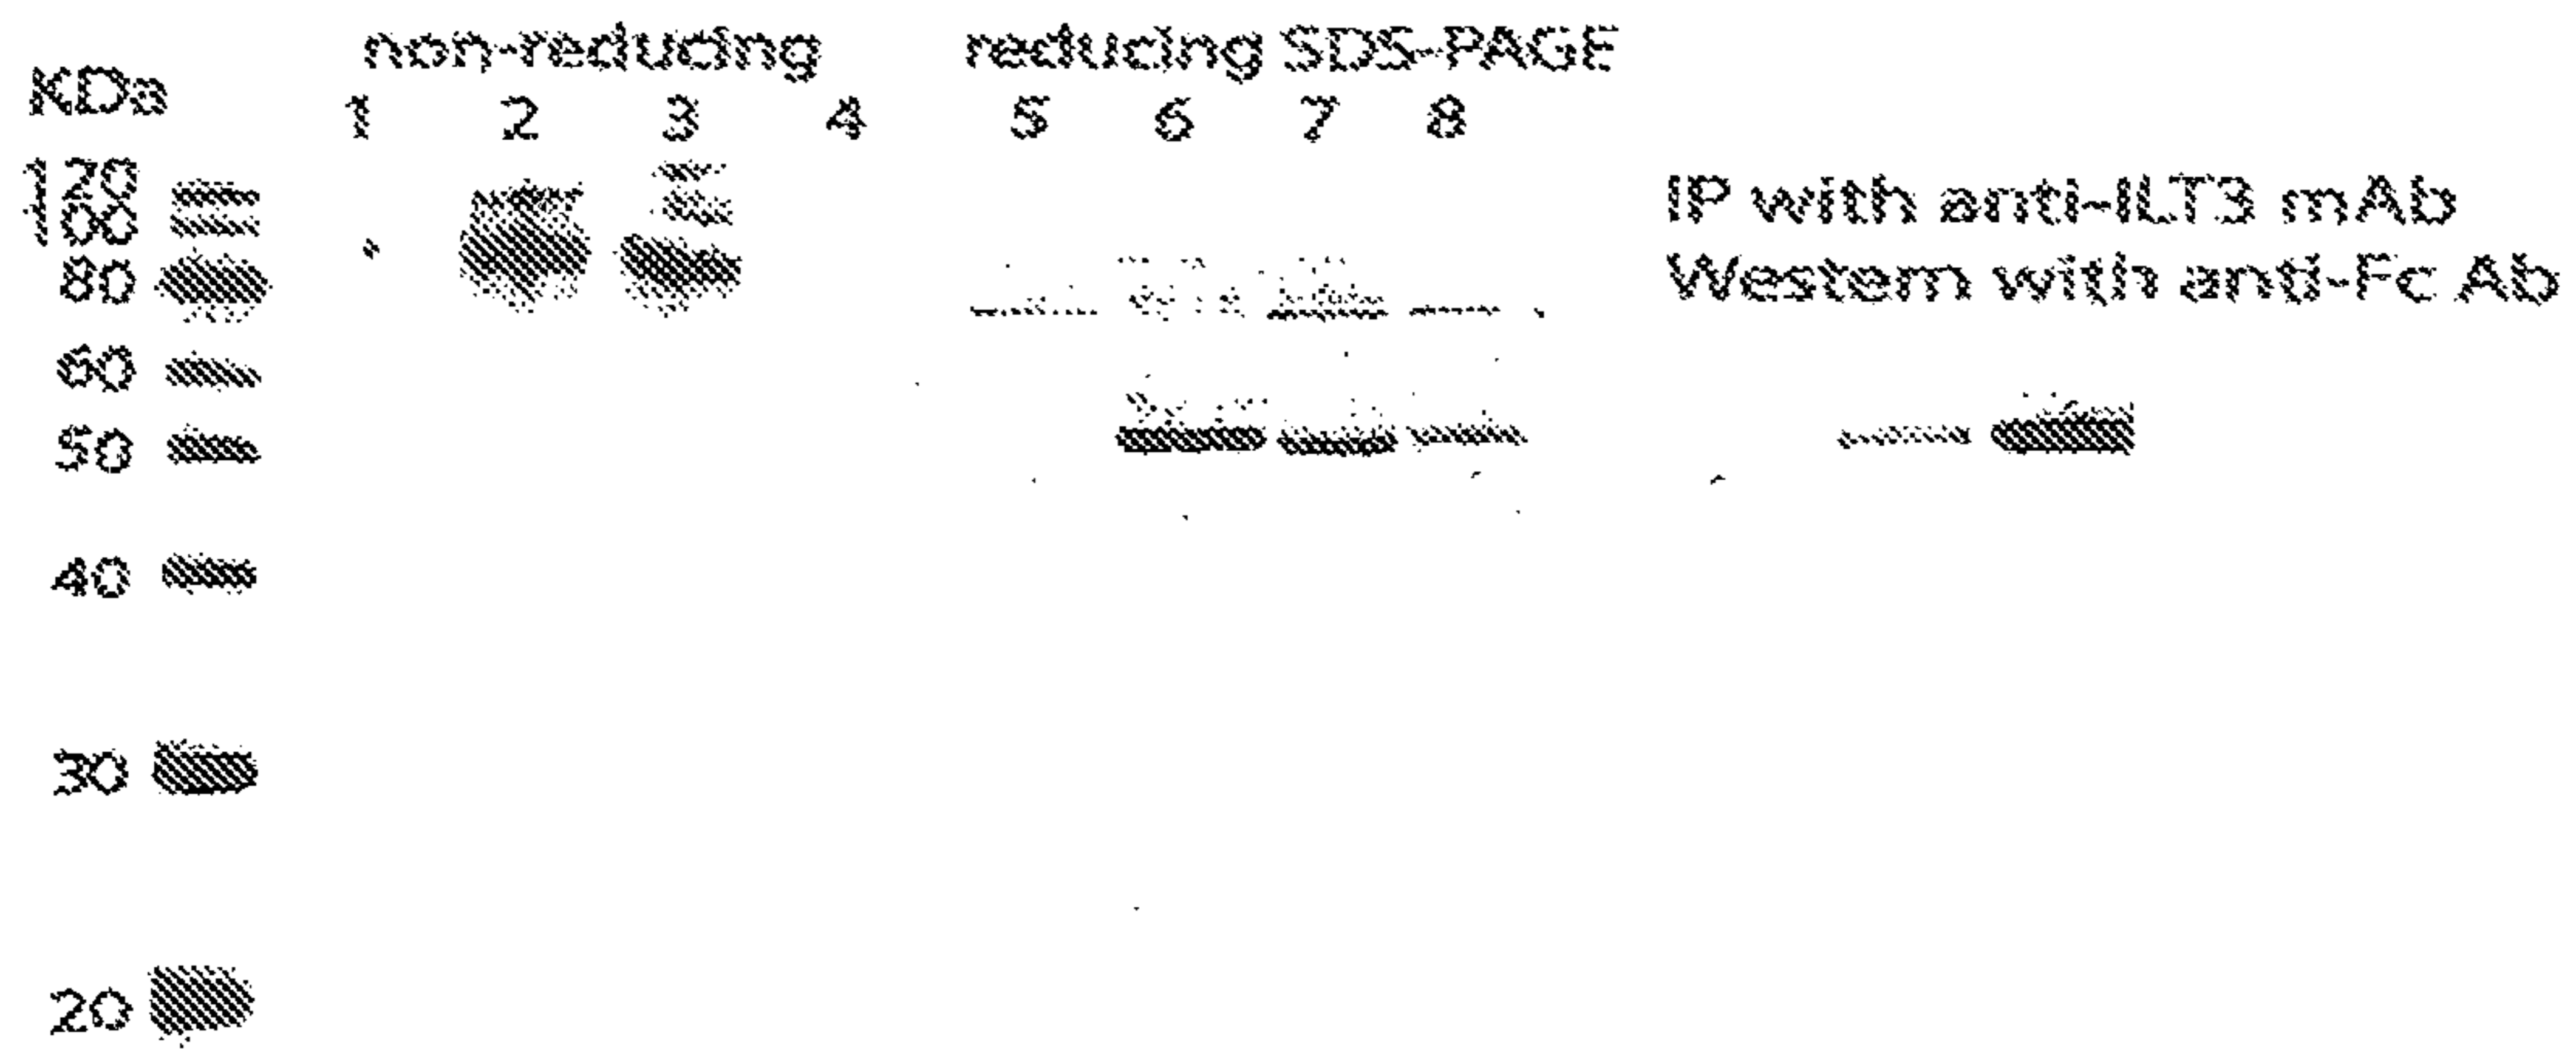 non-reducing reducing SDS-PAGE
KDa
1 2 3 4 5 6 7 8
120
100
80
60
50
40
30
20
IP with anti-ILT3 mAb
Western with anti-Fc Ab